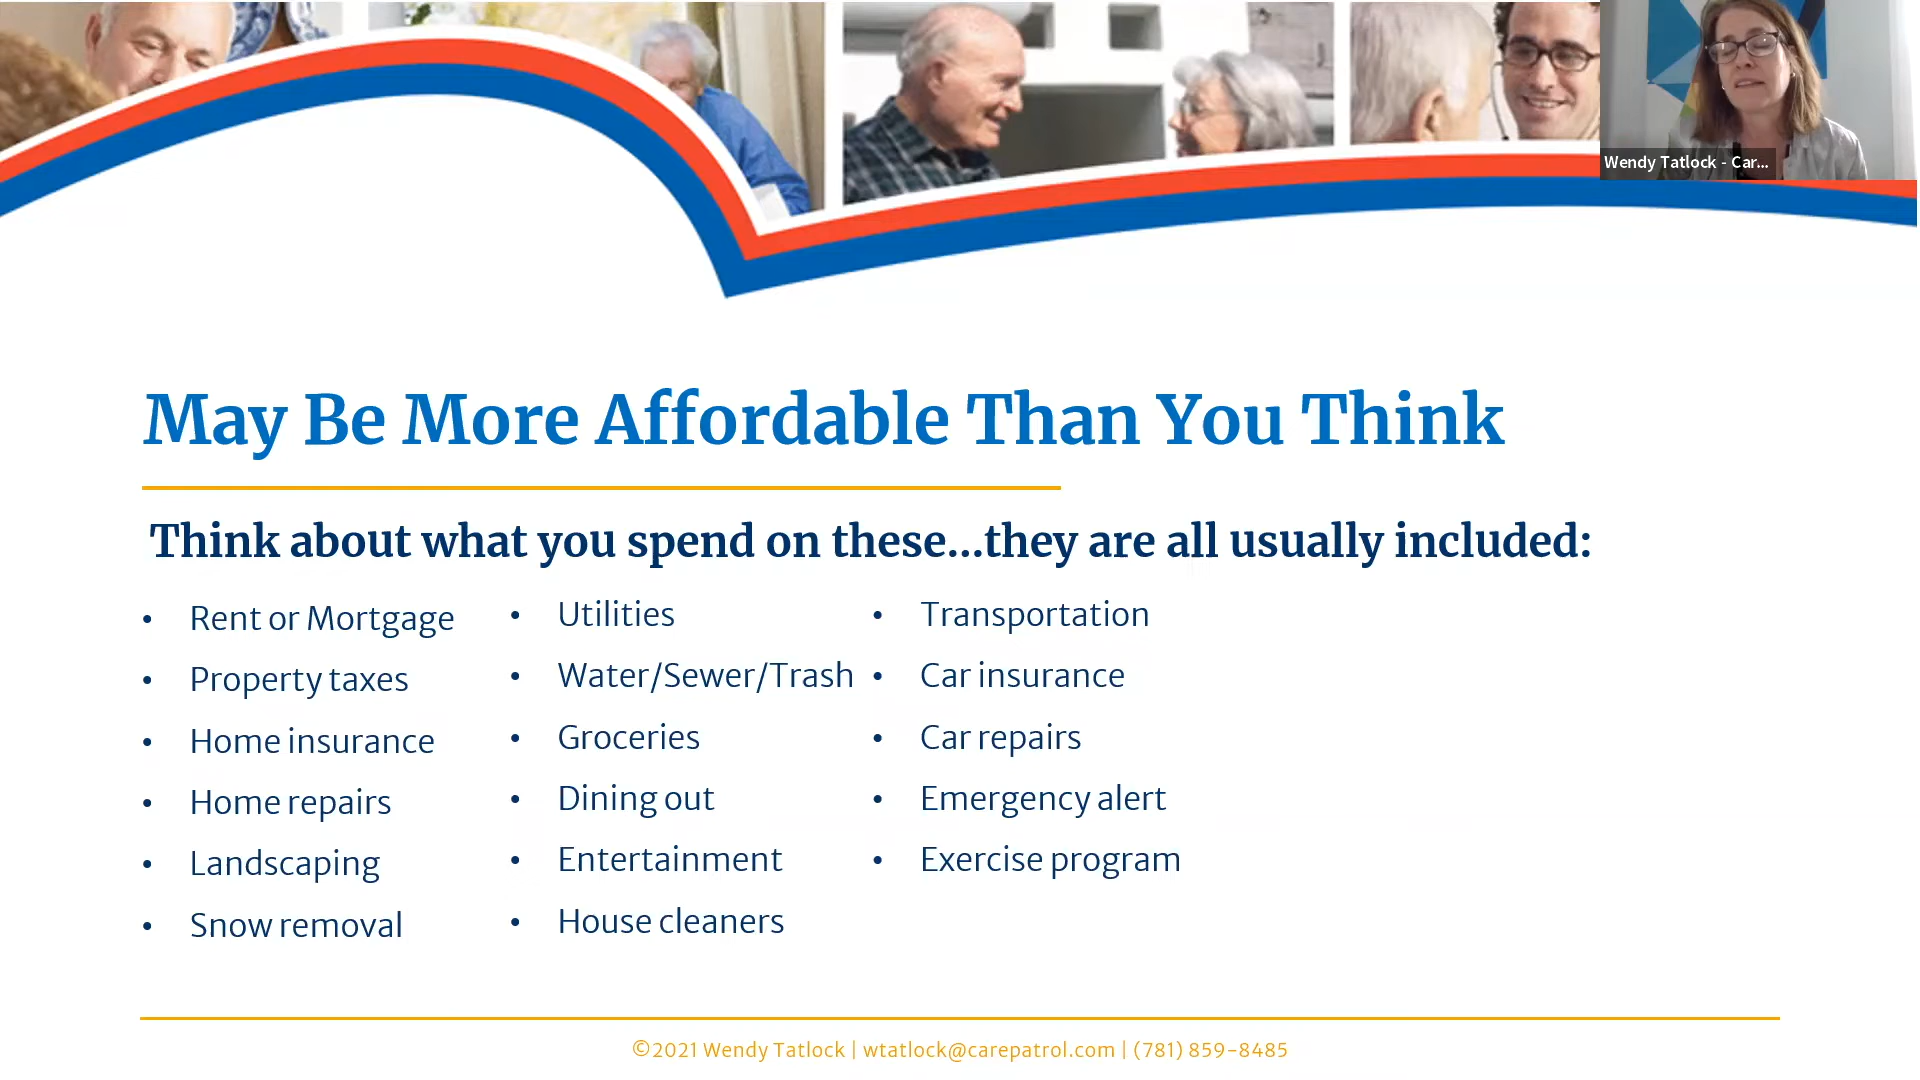 Wendy Tatlock - Car...
May Be More Affordable Than You Think
Think about what you spend on these...they are all usually included:
• Rent or Mortgage
• Property taxes
• Home insurance
• Home repairs
• Landscaping
• Snow removal
• Utilities
• Water/Sewer/Trash
• Groceries
• Dining out
• Entertainment
• House cleaners
• Transportation
• Car insurance
• Car repairs
• Emergency alert
• Exercise program
©2021 Wendy Tatlock | wtatlock@carepatrol.com | (781) 859-8485